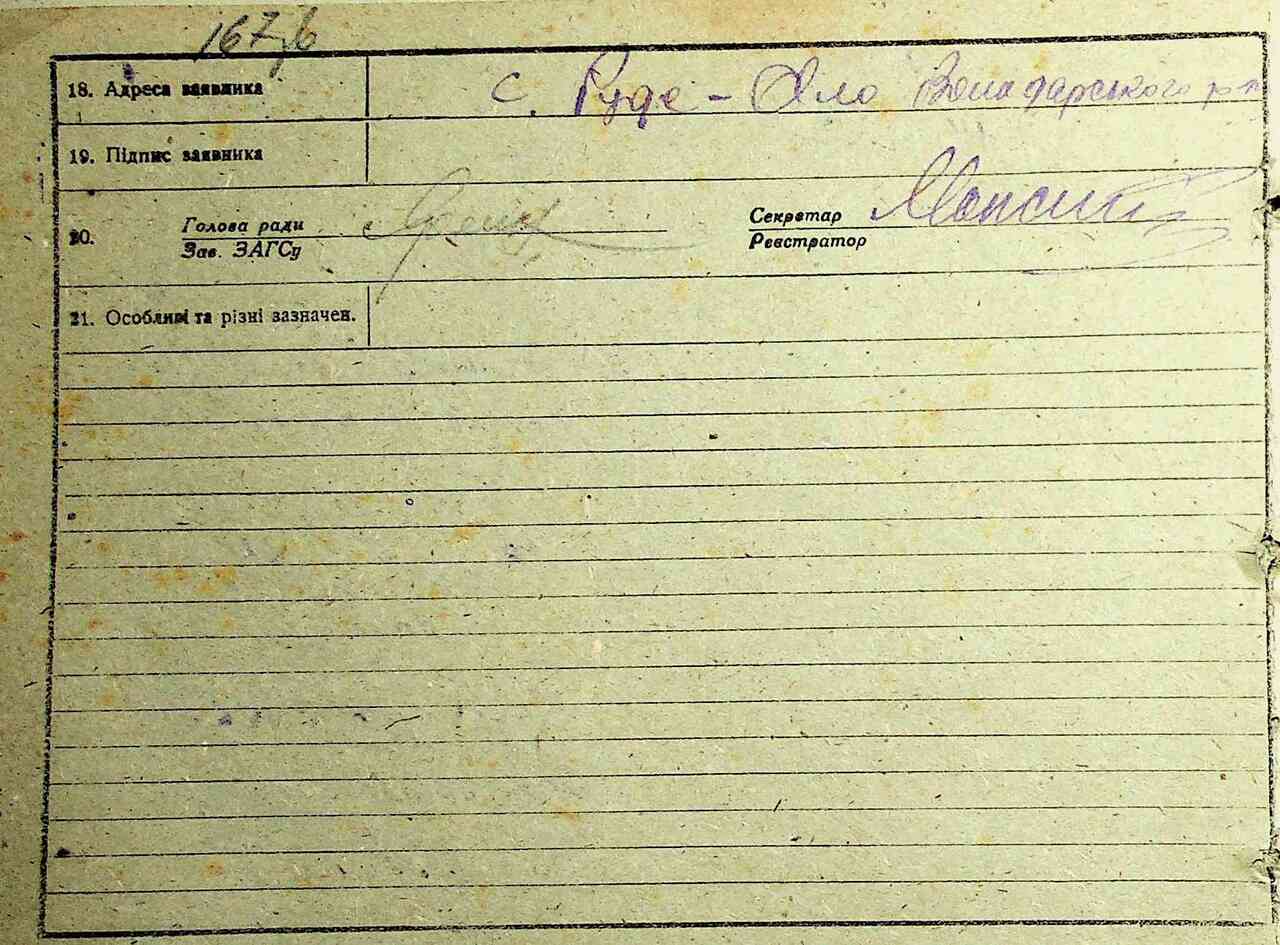 167 зв
18. Адреса заявника с. Руде-Село Володарського р-н
19. Підпис заявника
20. Голова ради Секретар
Зав. ЗАГСу Реєстратор
21. Особливі та різні зазначен.